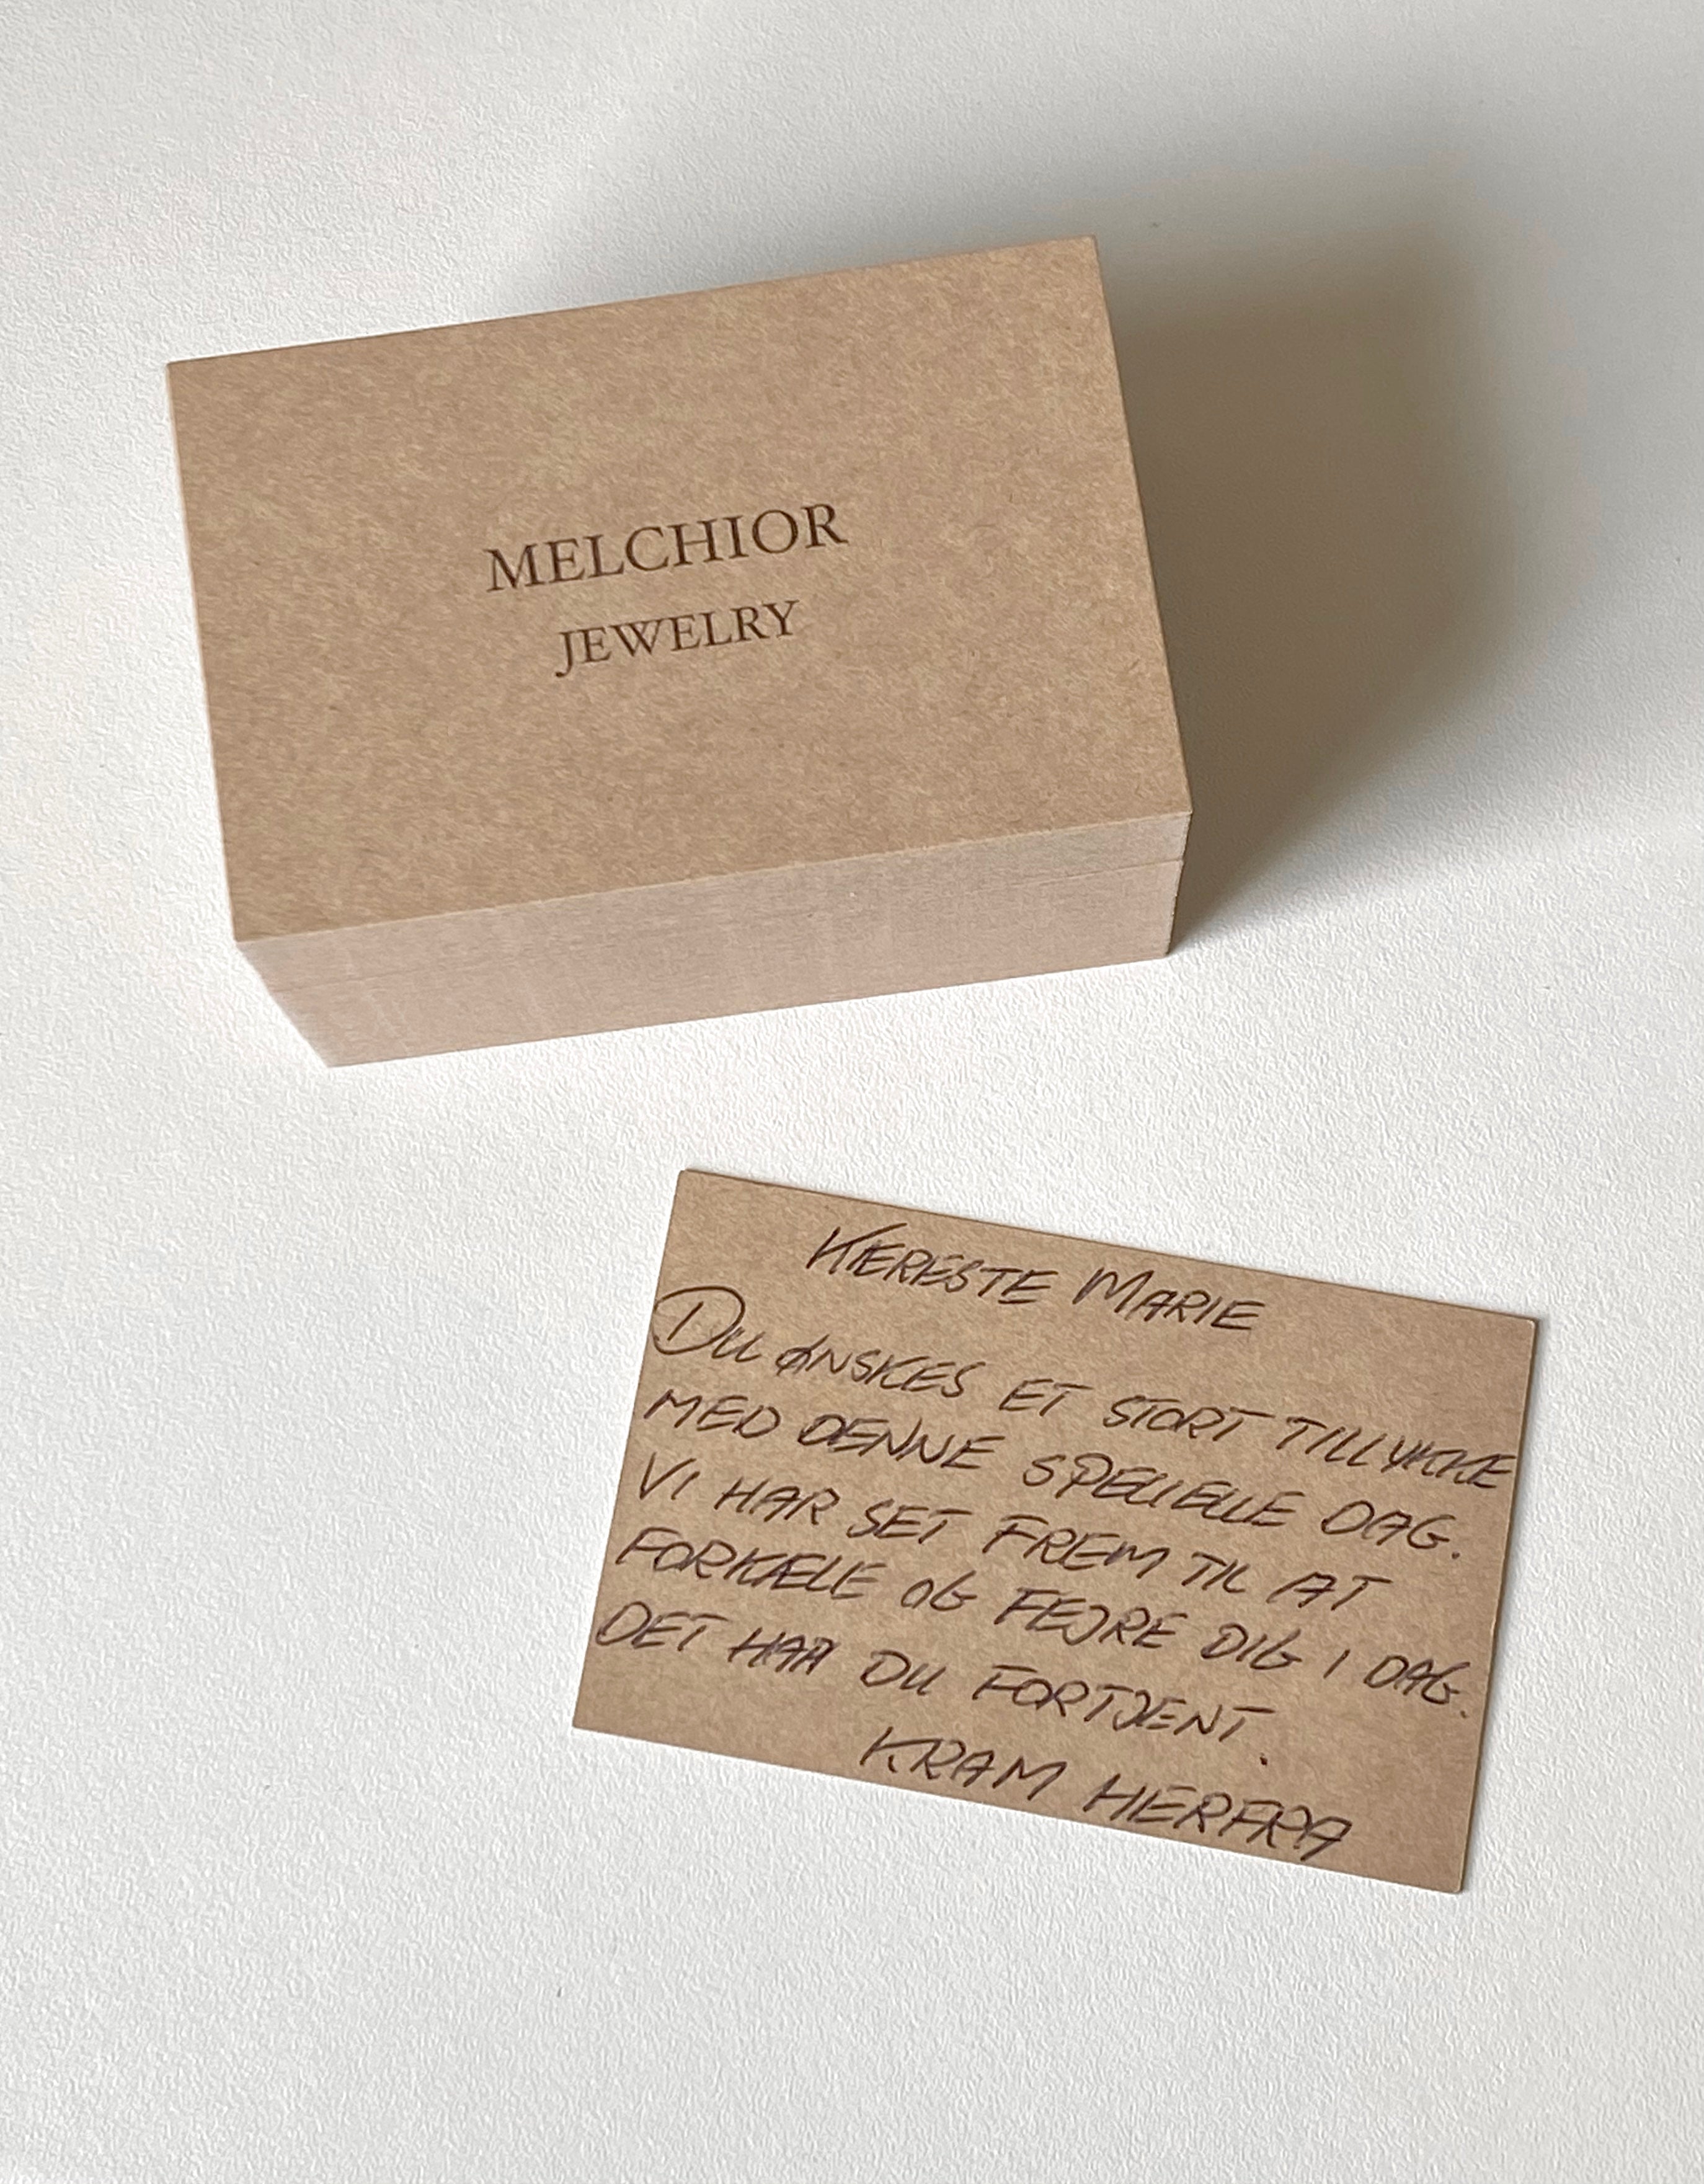 MELCHIOR
JEWELRY
KÆRESTE MARIE
DU ØNSKES ET STORT TILLYKKE
MED DENNE SPECIELLE DAG.
VI HAR SET FREM TIL AT
FORKÆLE OG FEJRE DIG I DAG.
DET HAR DU FORTJENT.
KRAM HERFRA